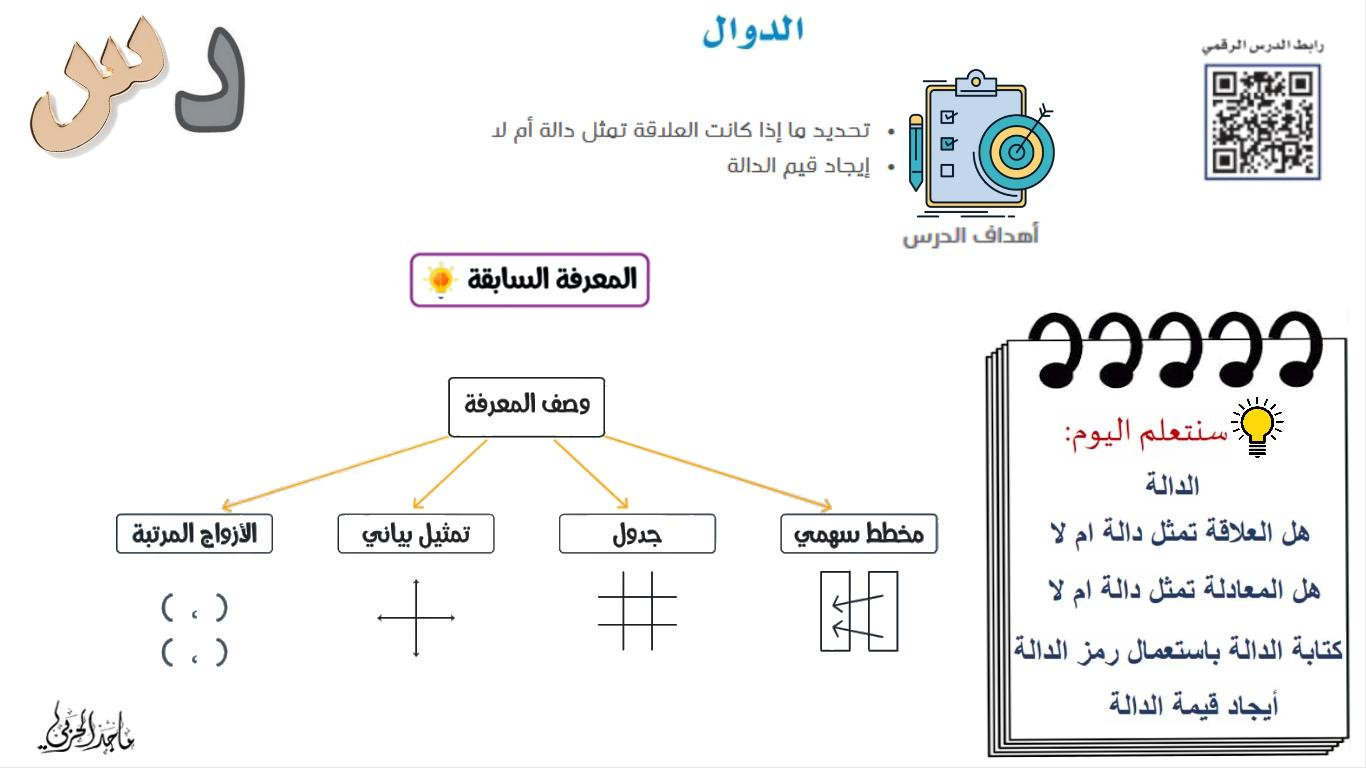 الدوال
رابط الدرس الرقمي
د
س
• تحديد ما إذا كانت العلاقة تمثل دالة أم لا
• إيجاد قيم الدالة
أهداف الدرس
المعرفة السابقة
وصف المعرفة
مخطط سهمي
جدول
تمثيل بياني
الأزواج المرتبة
( ، )
( ، )
سنتعلم اليوم:
الدالة
هل العلاقة تمثل دالة ام لا
هل المعادلة تمثل دالة ام لا
كتابة الدالة باستعمال رمز الدالة
أيجاد قيمة الدالة
ماجد الحربي